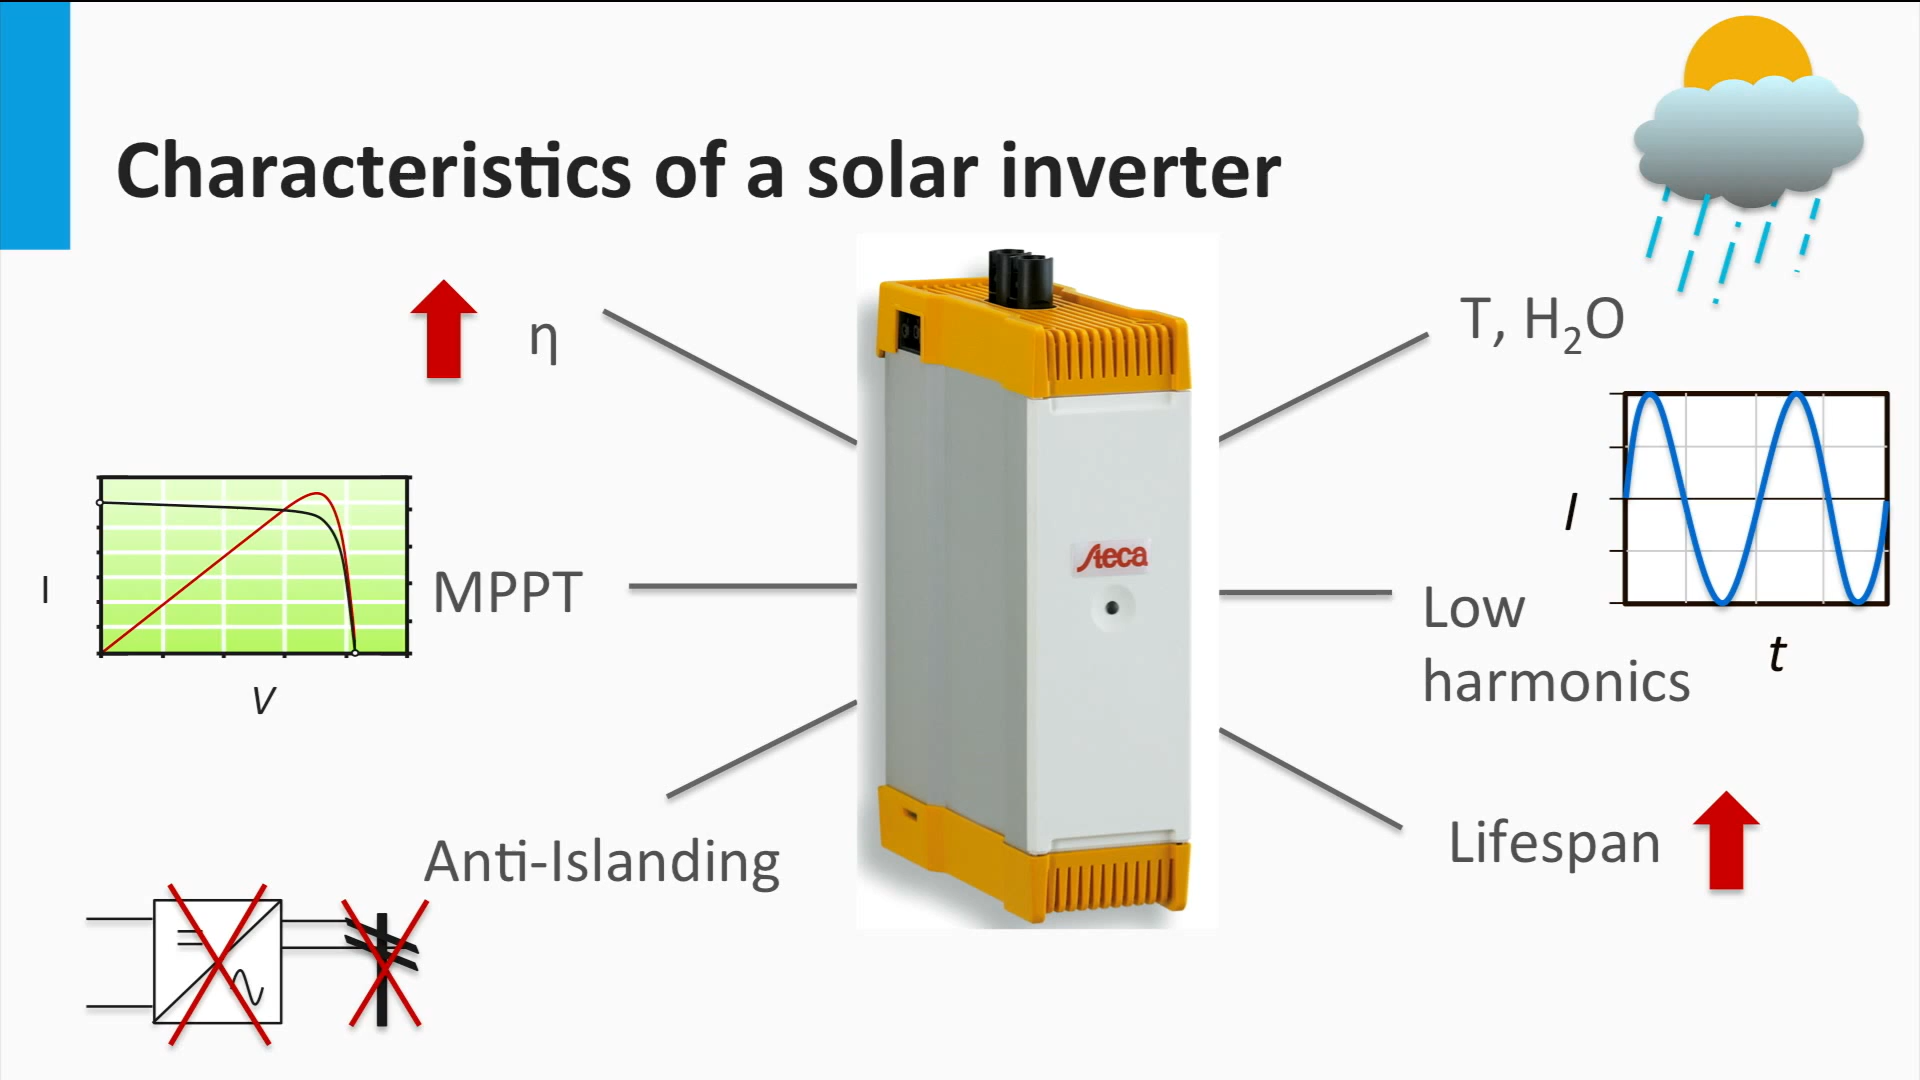 Characteristics of a solar inverter
η
T, H₂O
I
V
MPPT
Steca
I
t
Low
harmonics
Anti-Islanding
Lifespan